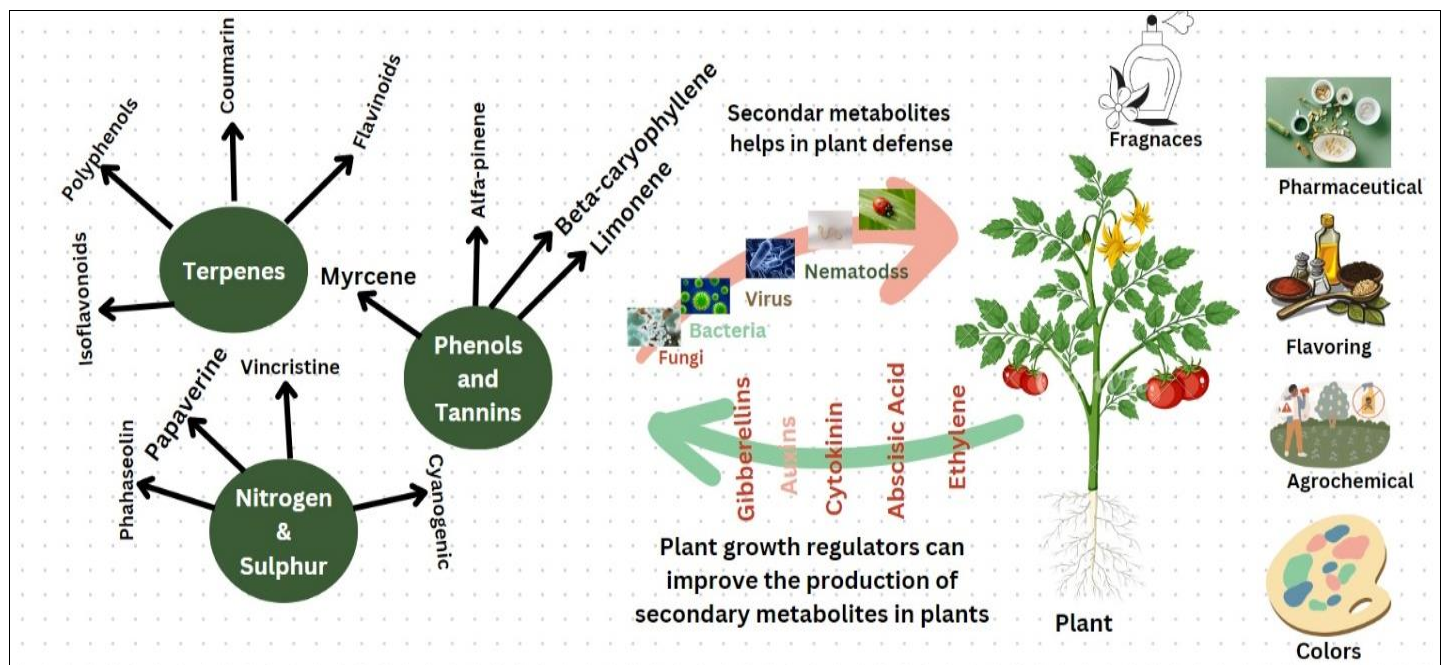 Polyphenols
Coumarin
Flavinoids
Isoflavonoids
Terpenes
Myrcene
Alfa-pinene
Beta-caryophyllene
Limonene
Phenols
and
Tannins
Phahaseolin
Papaverine
Vincristine
Cyanogenic
Nitrogen
&
Sulphur
Secondar metabolites
helps in plant defense
Fungi
Bacteria
Virus
Nematodss
Gibberellins
Auxins
Cytokinin
Abscisic Acid
Ethylene
Plant growth regulators can
improve the production of
secondary metabolites in plants
Plant
Fragnaces
Pharmaceutical
Flavoring
Agrochemical
Colors